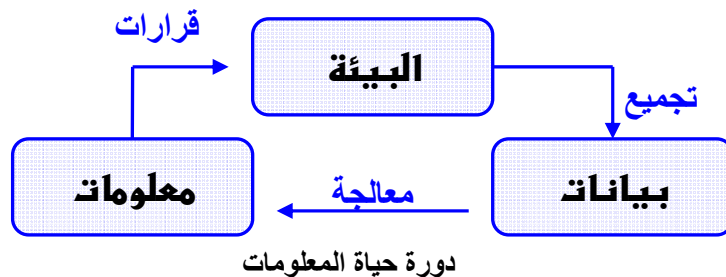 قرارات
البيئة
تجميع
معلومات
معالجة
بيانات
دورة حياة المعلومات